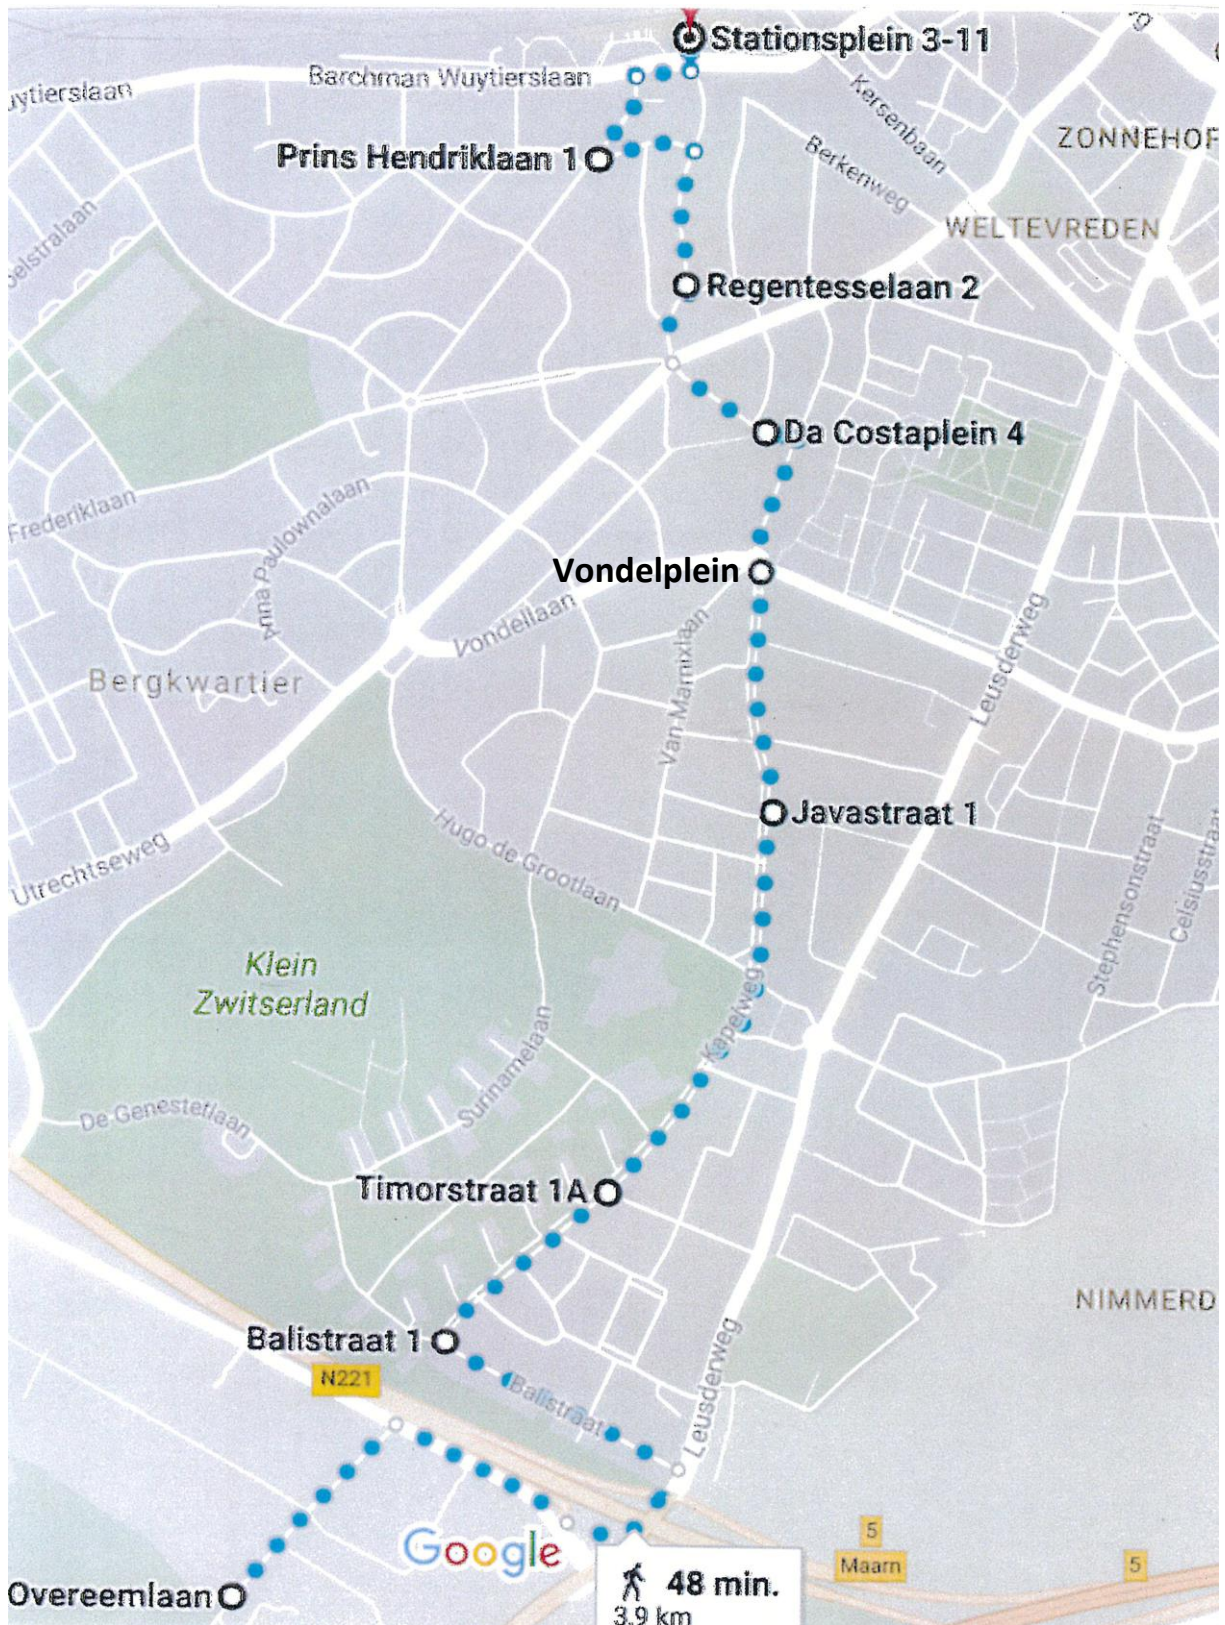 Stationsplein 3-11
Barchman Wuytierslaan
uytierslaan
Kersenbaan
ZONNEHOF
Prins Hendriklaan 1
Berkenweg
WELTEVREDEN
oelstralaan
Regentesselaan 2
Da Costaplein 4
Frederiklaan
Anna Paulownalaan
Vondelplein
Vondellaan
Leusderweg
Van Marnixlaan
Bergkwartier
Javastraat 1
Hugo de Grootlaan
Utrechtseweg
Stephensonstraat
Celsiusstraat
Klein
Zwitserland
Kapelweg
Surinamelaan
De Genestetlaan
Timorstraat 1A
NIMMERD
Balistraat 1
N221
Balistraat
Leusderweg
Google
5
Maarn
5
48 min.
3.9 km
Overeemlaan